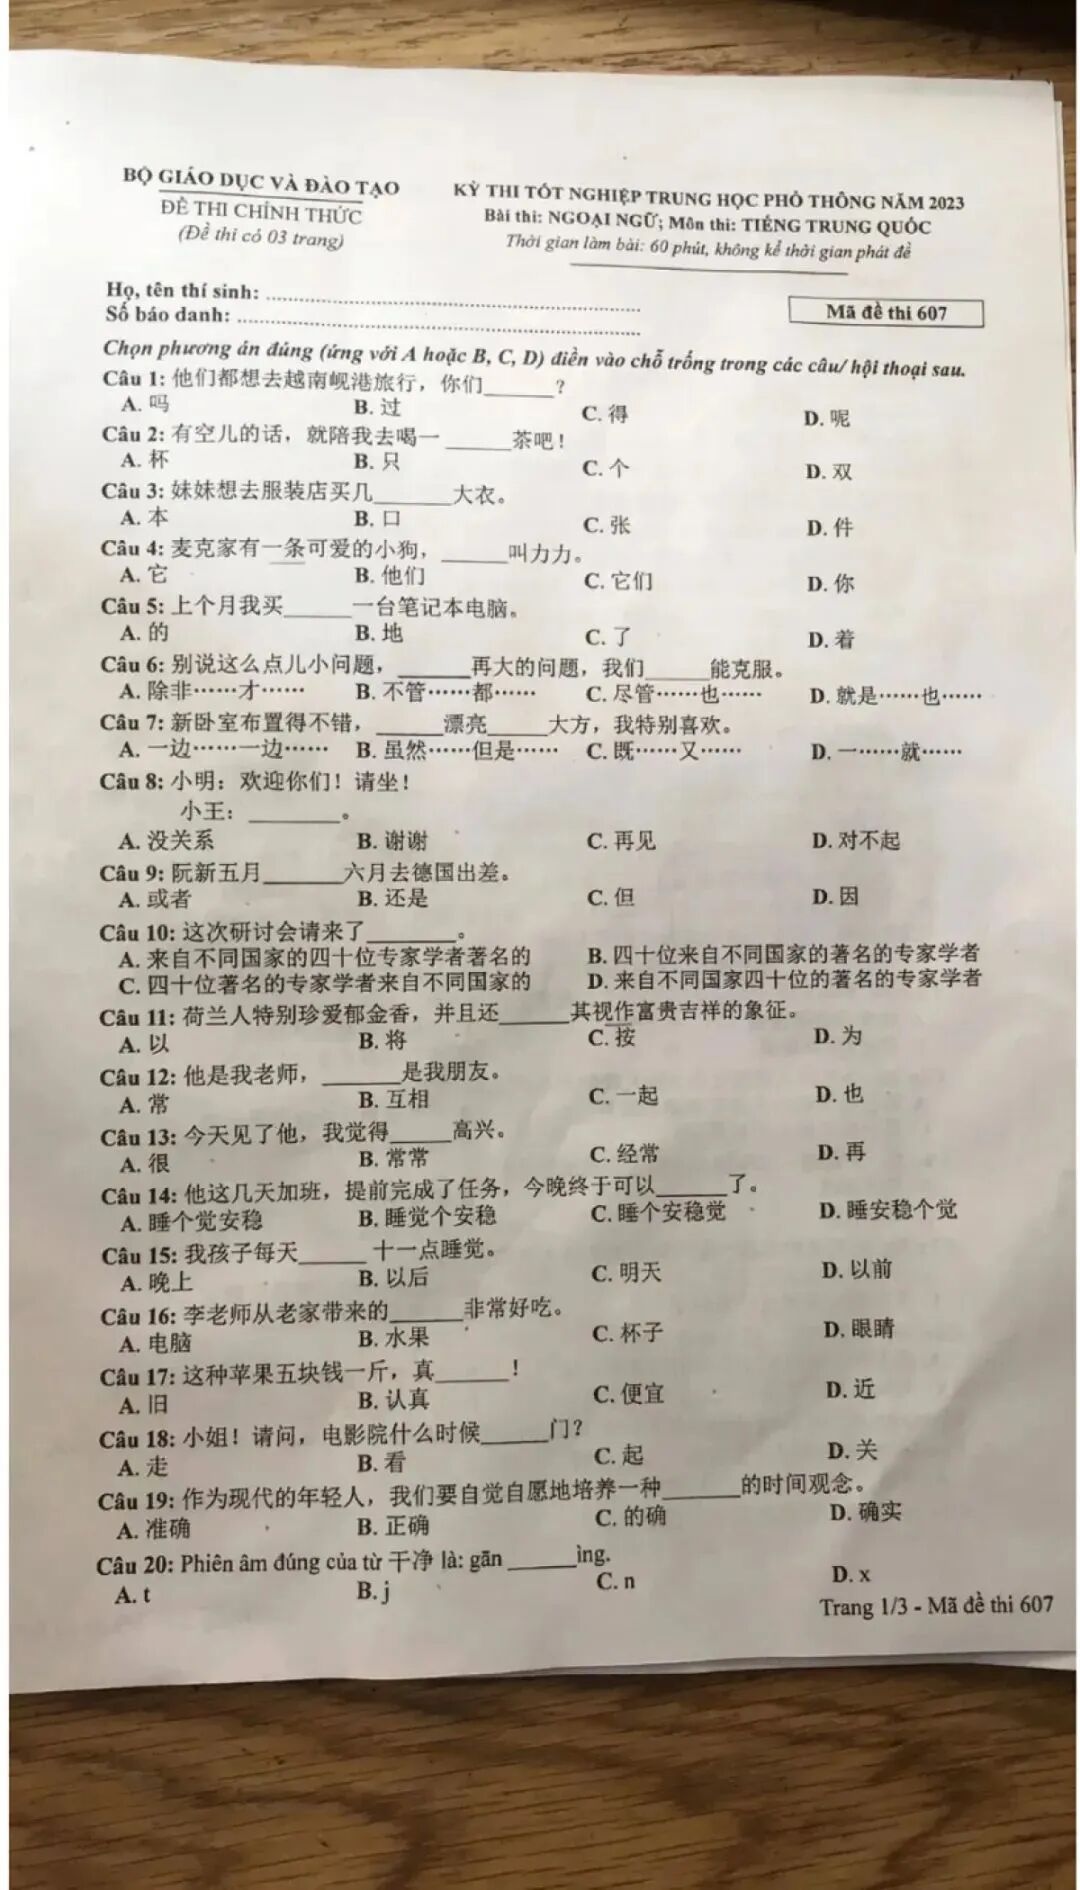 BỘ GIÁO DỤC VÀ ĐÀO TẠO
ĐỀ THI CHÍNH THỨC
(Đề thi có 03 trang)
KỲ THI TỐT NGHIỆP TRUNG HỌC PHỔ THÔNG NĂM 2023
Bài thi: NGOẠI NGỮ; Môn thi: TIẾNG TRUNG QUỐC
Thời gian làm bài: 60 phút, không kể thời gian phát đề
Họ, tên thí sinh: ........................................
Số báo danh: ........................................
Mã đề thi 607
Chọn phương án đúng (ứng với A hoặc B, C, D) điền vào chỗ trống trong các câu/ hội thoại sau.
Câu 1: 他们都想去越南岘港旅行，你们______？
A. 吗 B. 过 C. 得 D. 呢
Câu 2: 有空儿的话，就陪我去喝一______茶吧！
A. 杯 B. 只 C. 个 D. 双
Câu 3: 妹妹想去服装店买几______大衣。
A. 本 B. 口 C. 张 D. 件
Câu 4: 麦克家有一条可爱的小狗，______叫力力。
A. 它 B. 他们 C. 它们 D. 你
Câu 5: 上个月我买______一台笔记本电脑。
A. 的 B. 地 C. 了 D. 着
Câu 6: 别说这么点儿小问题，______再大的问题，我们______能克服。
A. 除非……才…… B. 不管……都…… C. 尽管……也…… D. 就是……也……
Câu 7: 新卧室布置得不错，______漂亮______大方，我特别喜欢。
A. 一边……一边…… B. 虽然……但是…… C. 既……又…… D. 一……就……
Câu 8: 小明：欢迎你们！请坐！
小王：________。
A. 没关系 B. 谢谢 C. 再见 D. 对不起
Câu 9: 阮新五月______六月去德国出差。
A. 或者 B. 还是 C. 但 D. 因
Câu 10: 这次研讨会请来了________。
A. 来自不同国家的四十位专家学者著名的 B. 四十位来自不同国家的著名的专家学者
C. 四十位著名的专家学者来自不同国家的 D. 来自不同国家四十位的著名的专家学者
Câu 11: 荷兰人特别珍爱郁金香，并且还______其视作富贵吉祥的象征。
A. 以 B. 将 C. 按 D. 为
Câu 12: 他是我老师，______是我朋友。
A. 常 B. 互相 C. 一起 D. 也
Câu 13: 今天见了他，我觉得______高兴。
A. 很 B. 常常 C. 经常 D. 再
Câu 14: 他这几天加班，提前完成了任务，今晚终于可以______了。
A. 睡个觉安稳 B. 睡觉个安稳 C. 睡个安稳觉 D. 睡安稳个觉
Câu 15: 我孩子每天______十一点睡觉。
A. 晚上 B. 以后 C. 明天 D. 以前
Câu 16: 李老师从老家带来的______非常好吃。
A. 电脑 B. 水果 C. 杯子 D. 眼睛
Câu 17: 这种苹果五块钱一斤，真______！
A. 旧 B. 认真 C. 便宜 D. 近
Câu 18: 小姐！请问，电影院什么时候______门？
A. 走 B. 看 C. 起 D. 关
Câu 19: 作为现代的年轻人，我们要自觉自愿地培养一种______的时间观念。
A. 准确 B. 正确 C. 的确 D. 确实
Câu 20: Phiên âm đúng của từ 干净 là: gān ______ìng.
A. t B. j C. n D. x
Trang 1/3 - Mã đề thi 607